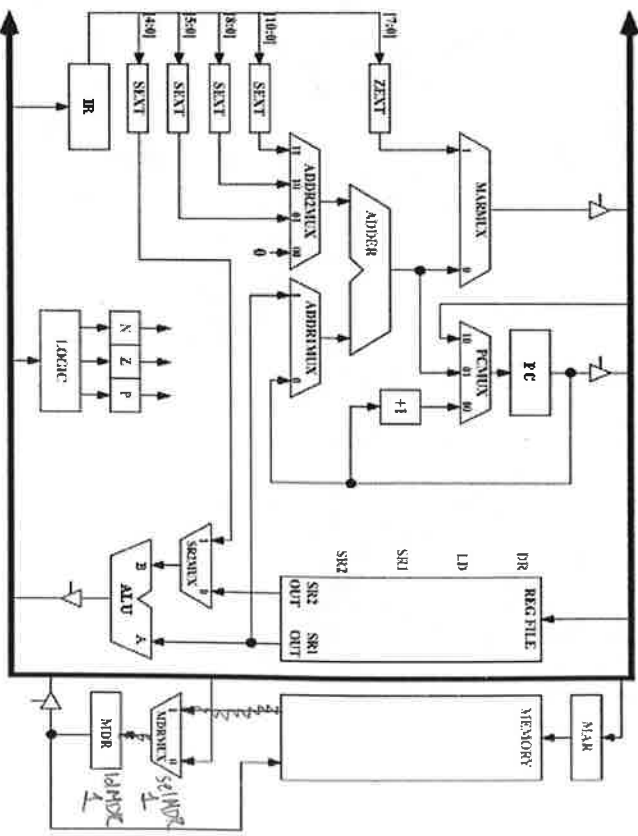 MARMUX
1
0
PC
PCMUX
10
01
00
+1
[7:0]
ZEXT
ADDER
ADDR2MUX
11
10
01
00
0
ADDR1MUX
1
0
[10:0]
SEXT
[8:0]
SEXT
[5:0]
SEXT
[4:0]
SEXT
IR
REG FILE
DR
LD
SR1
SR2
SR2
OUT
SR1
OUT
SR2MUX
1
0
B
A
ALU
N
Z
P
LOGIC
MAR
MEMORY
MDRMUX
1
0
MDR
selMDR
1
ldMDR
1